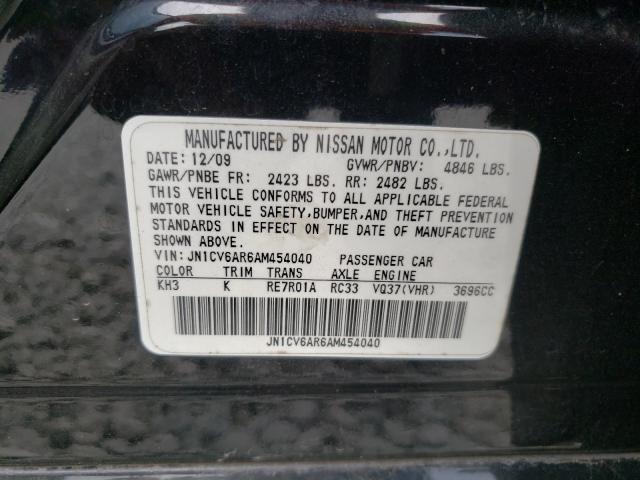 MANUFACTURED BY NISSAN MOTOR CO.,LTD.
DATE: 12/09 GVWR/PNBV: 4846 LBS.
GAWR/PNBE FR: 2423 LBS. RR: 2482 LBS.
THIS VEHICLE CONFORMS TO ALL APPLICABLE FEDERAL
MOTOR VEHICLE SAFETY,BUMPER,AND THEFT PREVENTION
STANDARDS IN EFFECT ON THE DATE OF MANUFACTURE
SHOWN ABOVE.
VIN: JN1CV6AR6AM454040 PASSENGER CAR
COLOR TRIM TRANS AXLE ENGINE
KH3 K RE7R01A RC33 VQ37(VHR) 3696CC
JN1CV6AR6AM454040